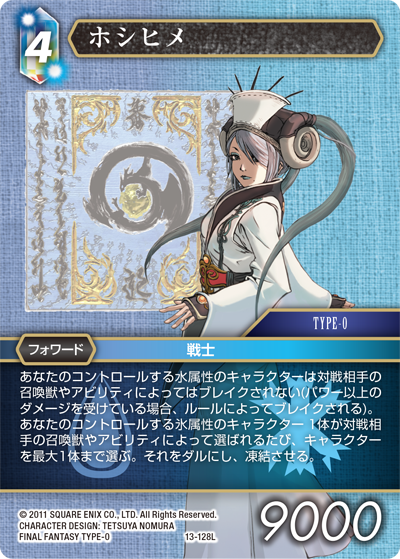 4
ホシヒメ
TYPE-0
フォワード
戦士
あなたのコントロールする水属性のキャラクターは対戦相手の
召喚獣やアビリティによってはブレイクされない(パワー以上の
ダメージを受けている場合、ルールによってブレイクされる)。
あなたのコントロールする水属性のキャラクター 1体が対戦相
手の召喚獣やアビリティによって選ばれるたび、キャラクター
を最大1体まで選ぶ。それをダルにし、凍結させる。
© 2011 SQUARE ENIX CO., LTD. All Rights Reserved.
CHARACTER DESIGN: TETSUYA NOMURA
FINAL FANTASY TYPE-0
13-128L
9000